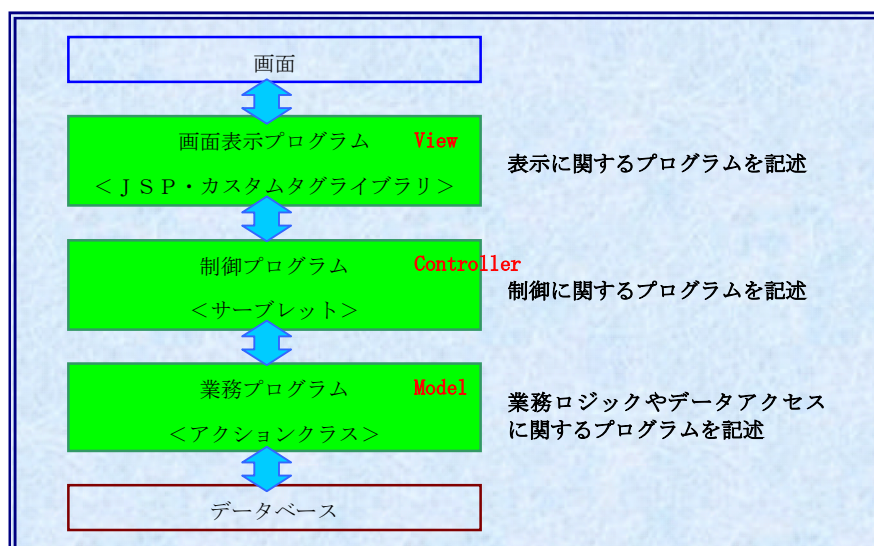 画面
画面表示プログラム View
<JSP・カスタムタグライブラリ>
表示に関するプログラムを記述
制御プログラム Controller
<サーブレット>
制御に関するプログラムを記述
業務プログラム Model
<アクションクラス>
業務ロジックやデータアクセス
に関するプログラムを記述
データベース